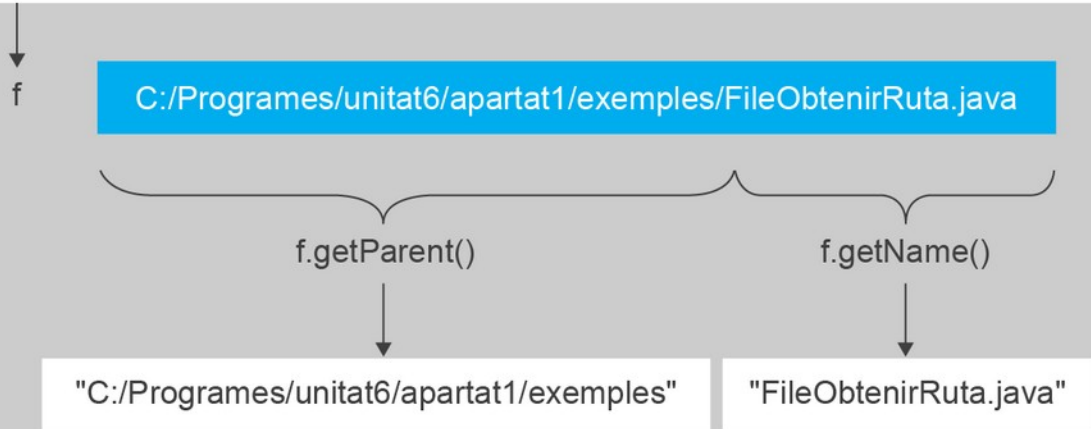 f
C:/Programes/unitat6/apartat1/exemples/FileObtenirRuta.java
f.getParent()
f.getName()
"C:/Programes/unitat6/apartat1/exemples"
"FileObtenirRuta.java"